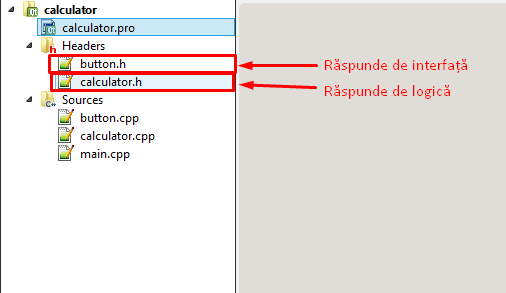 calculator
calculator.pro
Headers
button.h
Răspunde de interfață
calculator.h
Răspunde de logică
Sources
button.cpp
calculator.cpp
main.cpp